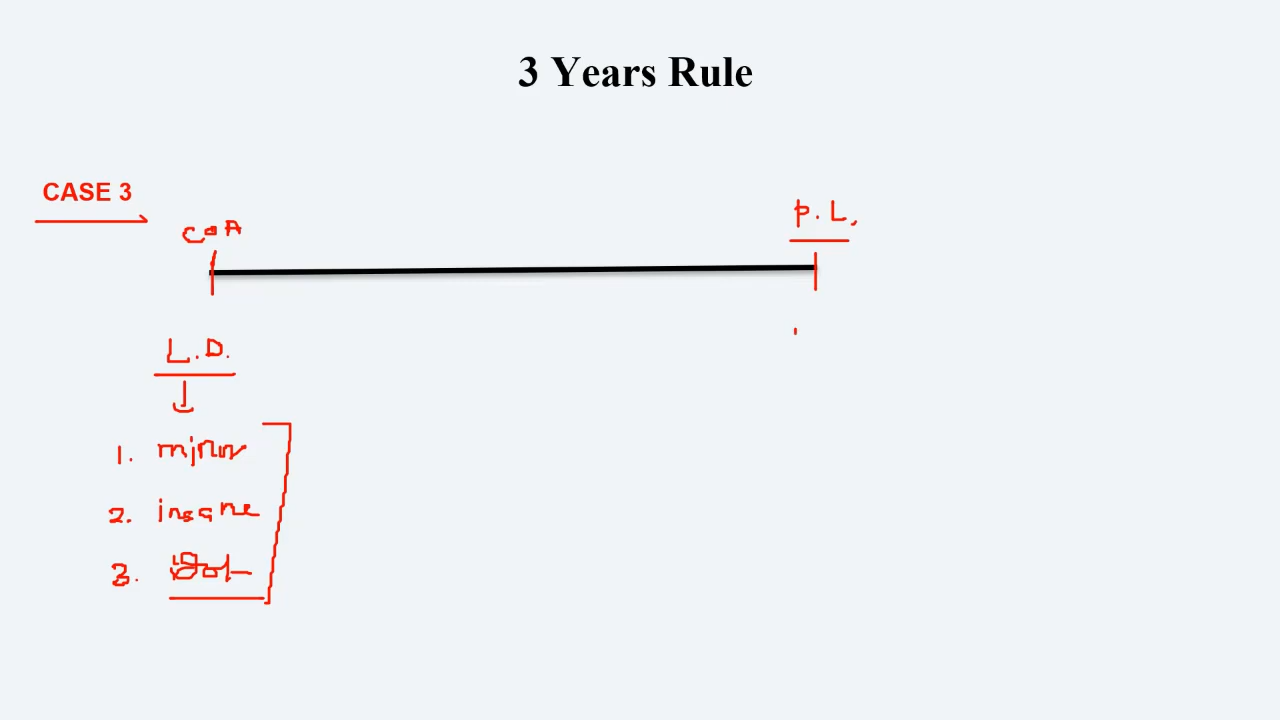 3 Years Rule
CASE 3
COA
P.L.
L.D.
1. minor
2. insane
3.